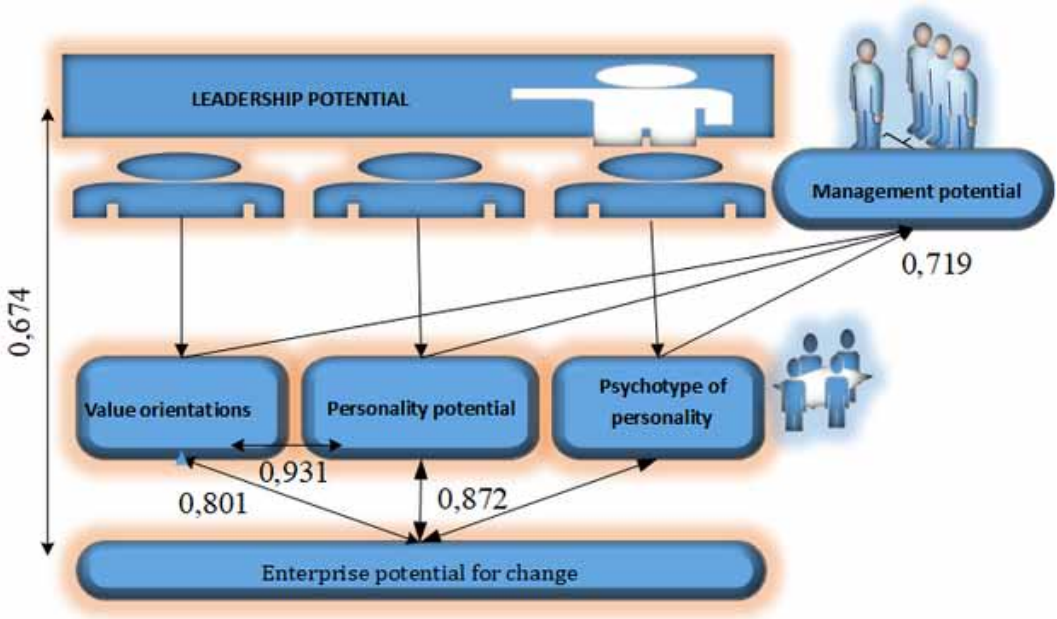 LEADERSHIP POTENTIAL
Management potential
0,719
0,674
Value orientations
Personality potential
Psychotype of
personality
0,931
0,801
0,872
Enterprise potential for change